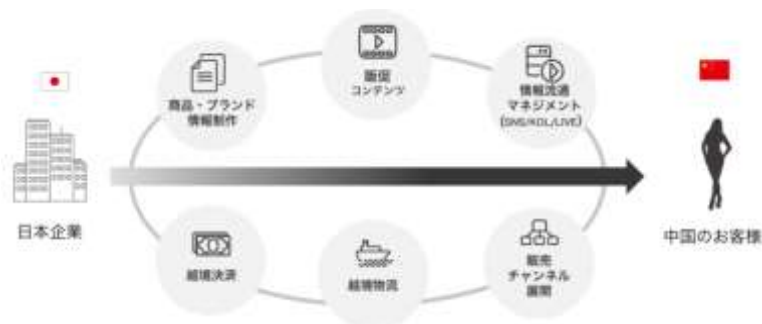 販促
コンテンツ
商品・ブランド
情報制作
情報流通
マネジメント
(SNS/KOL/LIVE)
日本企業
中国のお客様
越境決済
越境物流
販売
チャンネル
展開